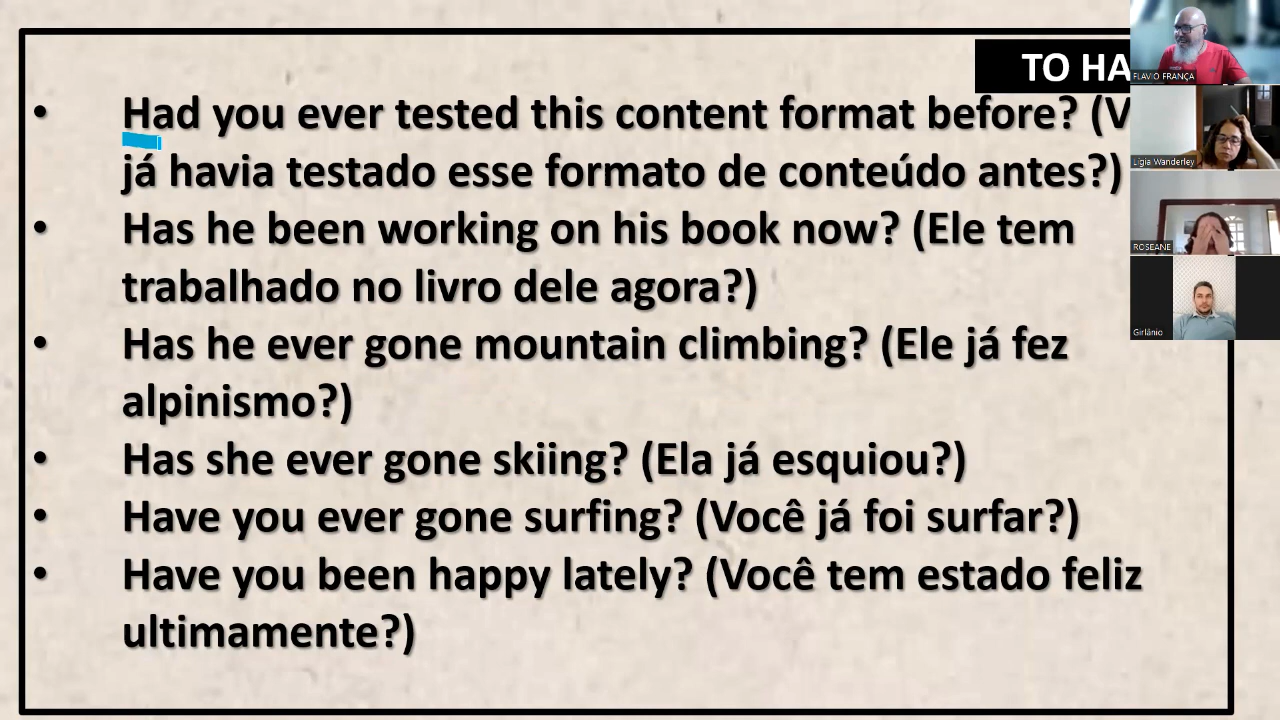 TO HA
• Had you ever tested this content format before? (V
já havia testado esse formato de conteúdo antes?)
• Has he been working on his book now? (Ele tem
trabalhado no livro dele agora?)
• Has he ever gone mountain climbing? (Ele já fez
alpinismo?)
• Has she ever gone skiing? (Ela já esquiou?)
• Have you ever gone surfing? (Você já foi surfar?)
• Have you been happy lately? (Você tem estado feliz
ultimamente?)
FLAVIO FRANÇA
Lígia Wanderley
ROSEANE
Girlânio